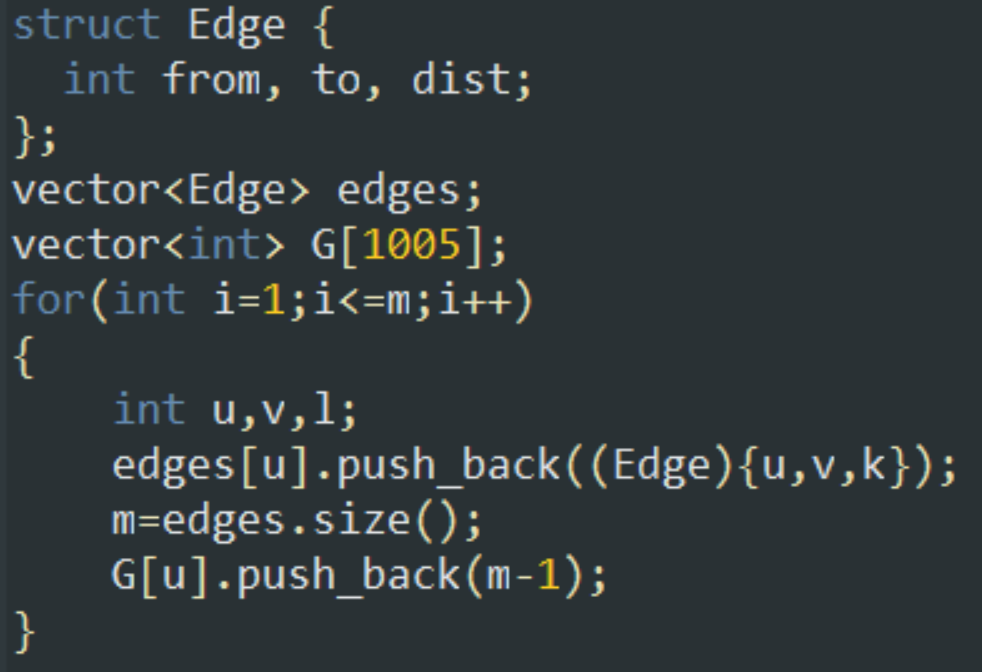 struct Edge {
  int from, to, dist;
};
vector<Edge> edges;
vector<int> G[1005];
for(int i=1;i<=m;i++)
{
    int u,v,l;
    edges[u].push_back((Edge){u,v,k});
    m=edges.size();
    G[u].push_back(m-1);
}